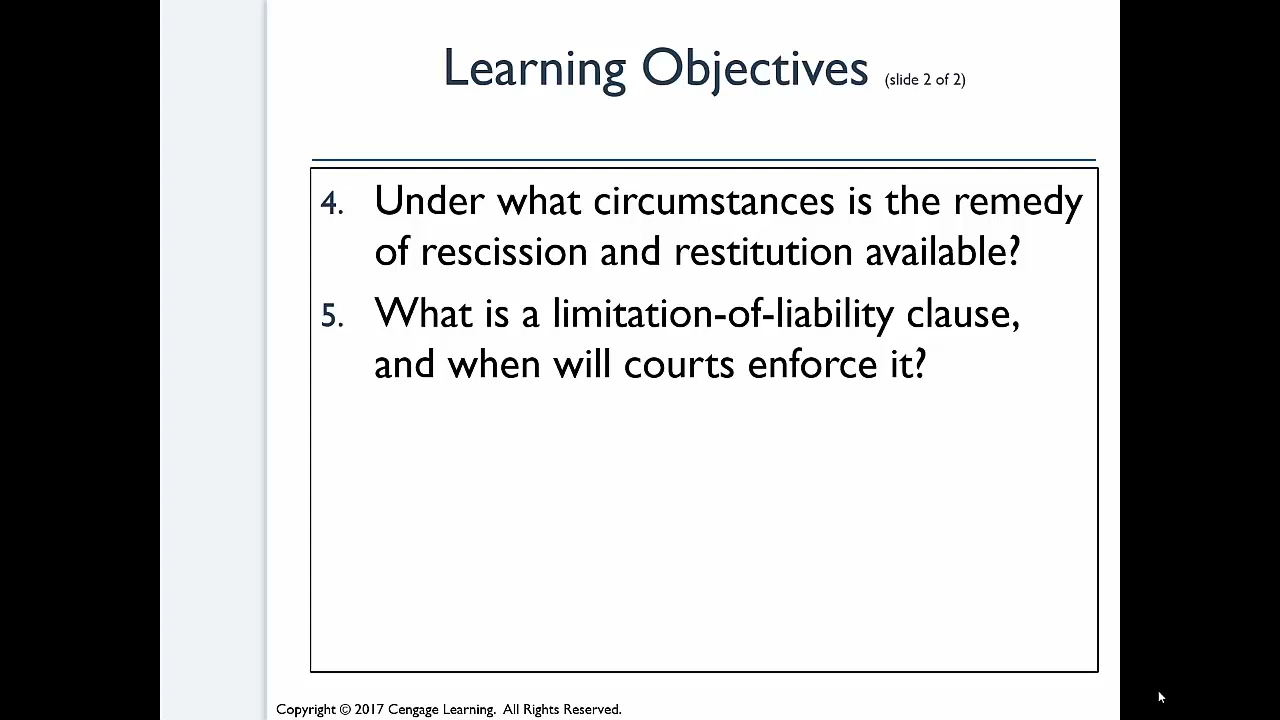 Learning Objectives (slide 2 of 2)
4. Under what circumstances is the remedy
of rescission and restitution available?
5. What is a limitation-of-liability clause,
and when will courts enforce it?
Copyright © 2017 Cengage Learning. All Rights Reserved.